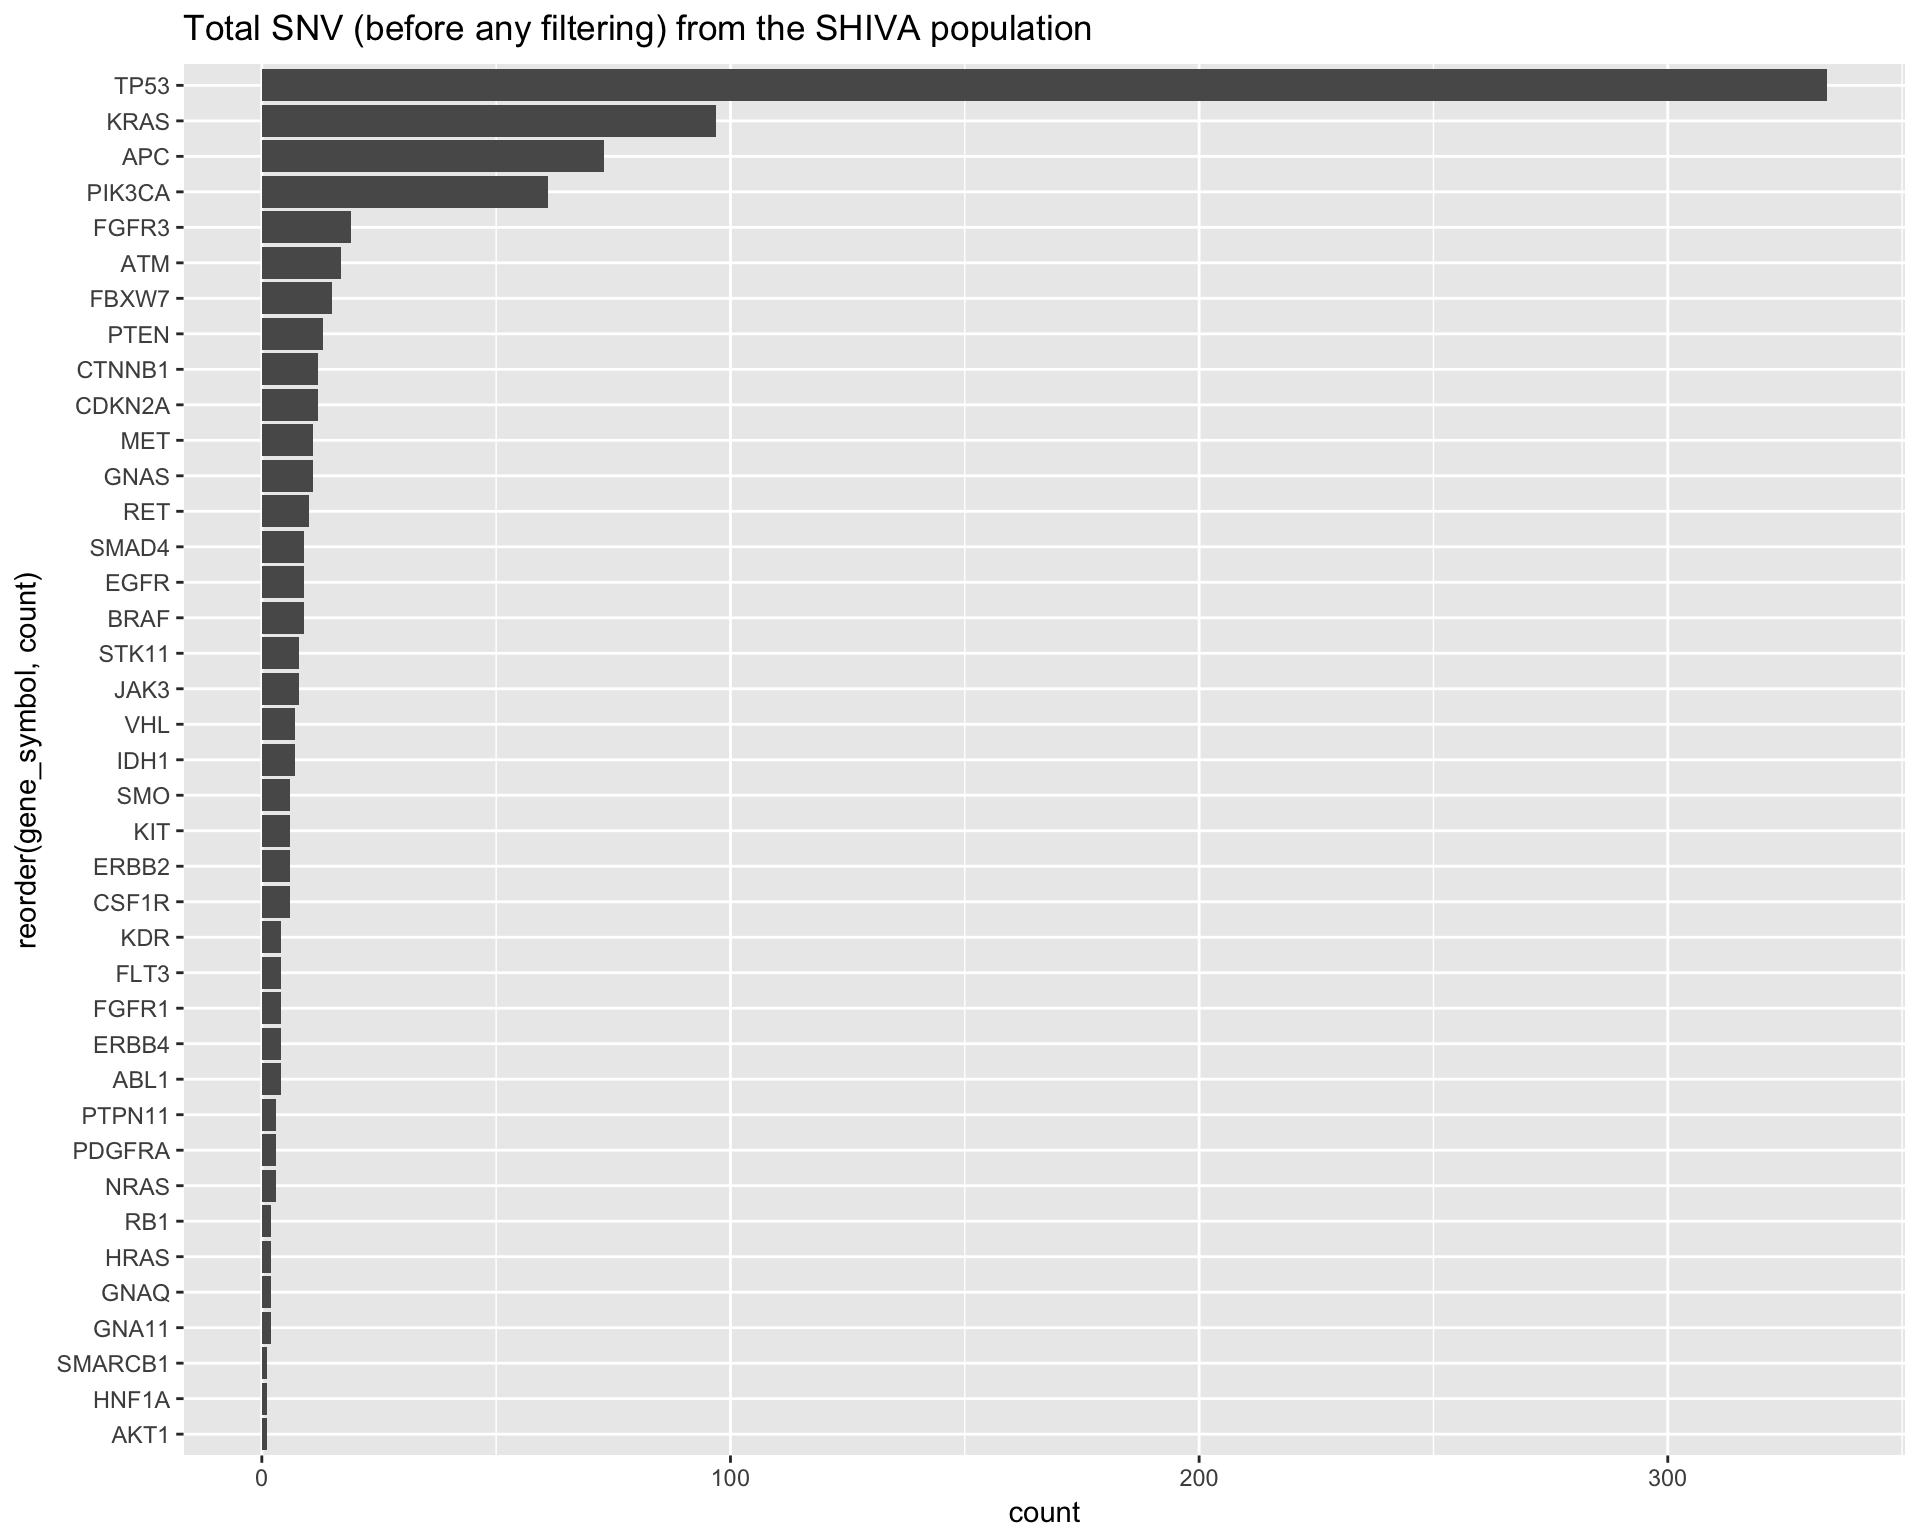 Total SNV (before any filtering) from the SHIVA population
reorder(gene_symbol, count)
TP53
KRAS
APC
PIK3CA
FGFR3
ATM
FBXW7
PTEN
CTNNB1
CDKN2A
MET
GNAS
RET
SMAD4
EGFR
BRAF
STK11
JAK3
VHL
IDH1
SMO
KIT
ERBB2
CSF1R
KDR
FLT3
FGFR1
ERBB4
ABL1
PTPN11
PDGFRA
NRAS
RB1
HRAS
GNAQ
GNA11
SMARCB1
HNF1A
AKT1
0 100 200 300
count